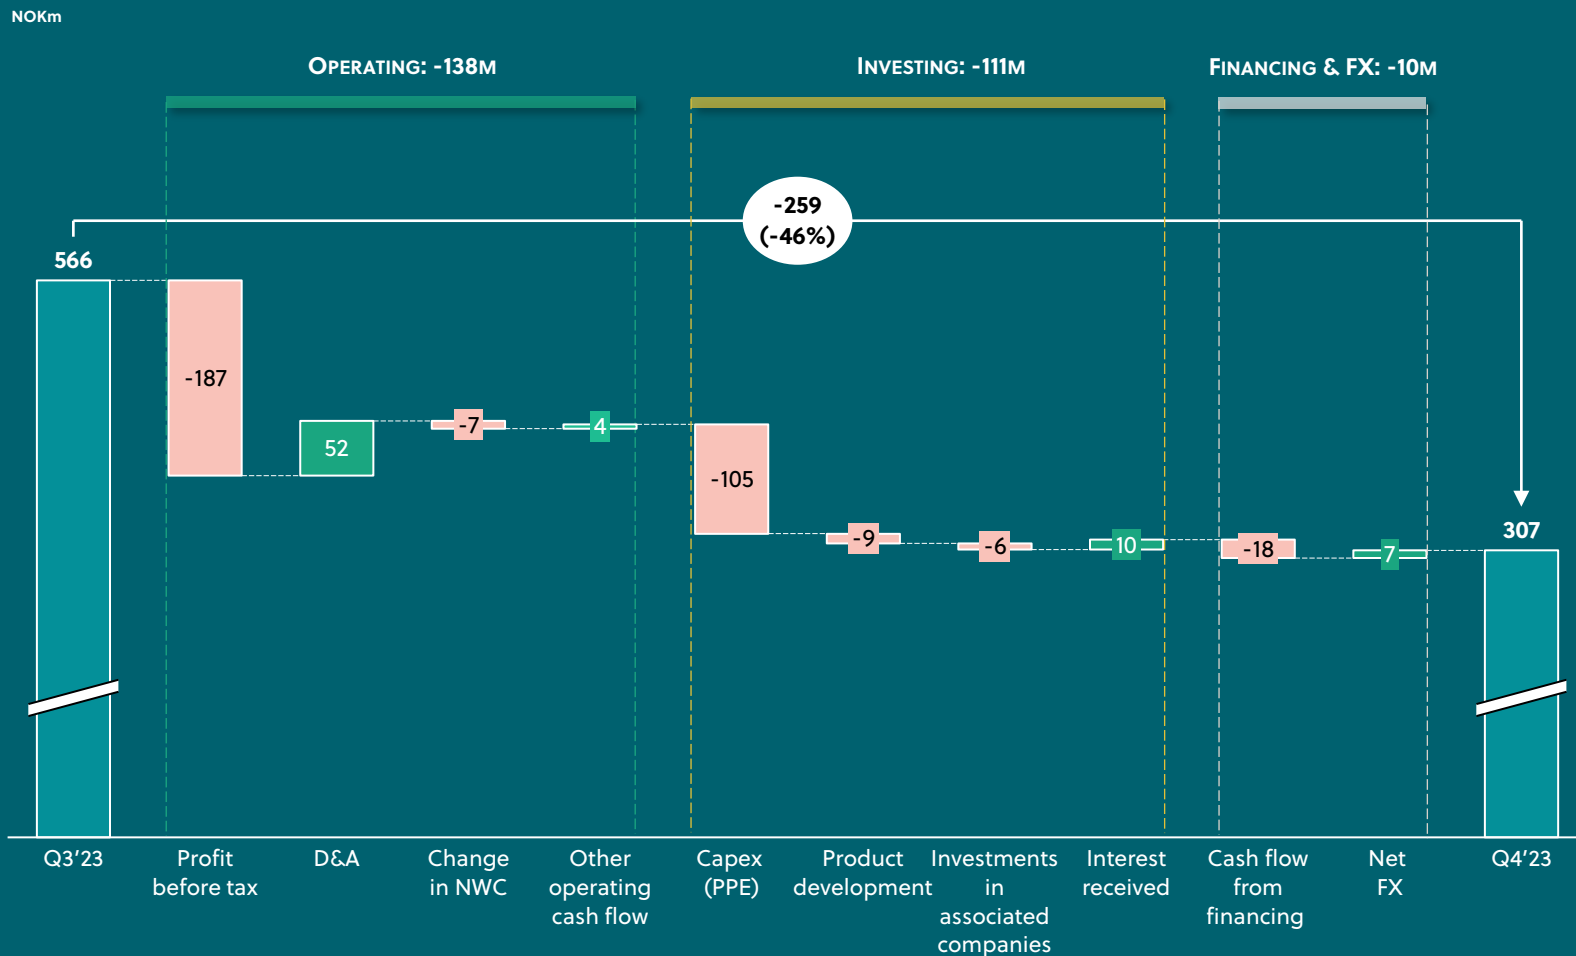 NOKm
OPERATING: -138M
INVESTING: -111M
FINANCING & FX: -10M
-259
(-46%)
566
-187
52
-7
4
-105
-9
-6
10
-18
7
307
Q3'23
Profit
before tax
D&A
Change
in NWC
Other
operating
cash flow
Capex
(PPE)
Product
development
Investments
in
associated
companies
Interest
received
Cash flow
from
financing
Net
FX
Q4'23